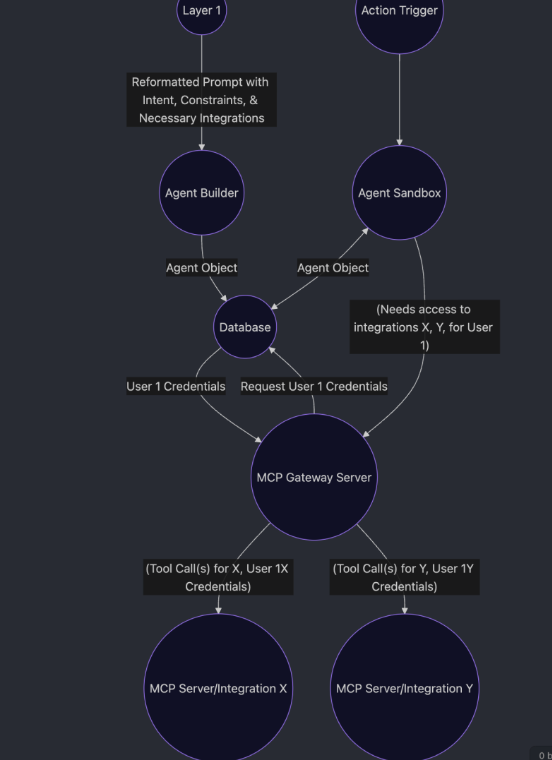 Layer 1
Action Trigger
Reformatted Prompt with
Intent, Constraints, &
Necessary Integrations
Agent Builder
Agent Sandbox
Agent Object
Agent Object
(Needs access to
integrations X, Y, for User
1)
Database
User 1 Credentials
Request User 1 Credentials
MCP Gateway Server
(Tool Call(s) for X, User 1X
Credentials)
(Tool Call(s) for Y, User 1Y
Credentials)
MCP Server/Integration X
MCP Server/Integration Y
0 b